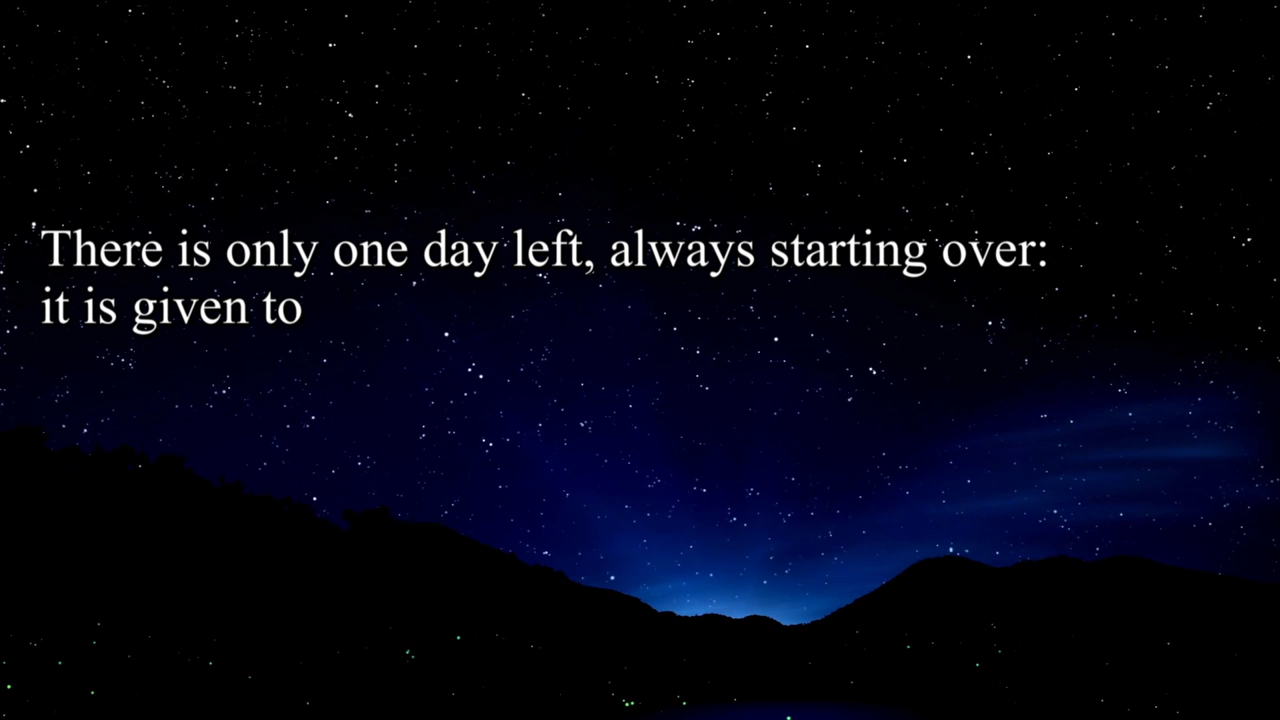 There is only one day left, always starting over:
it is given to